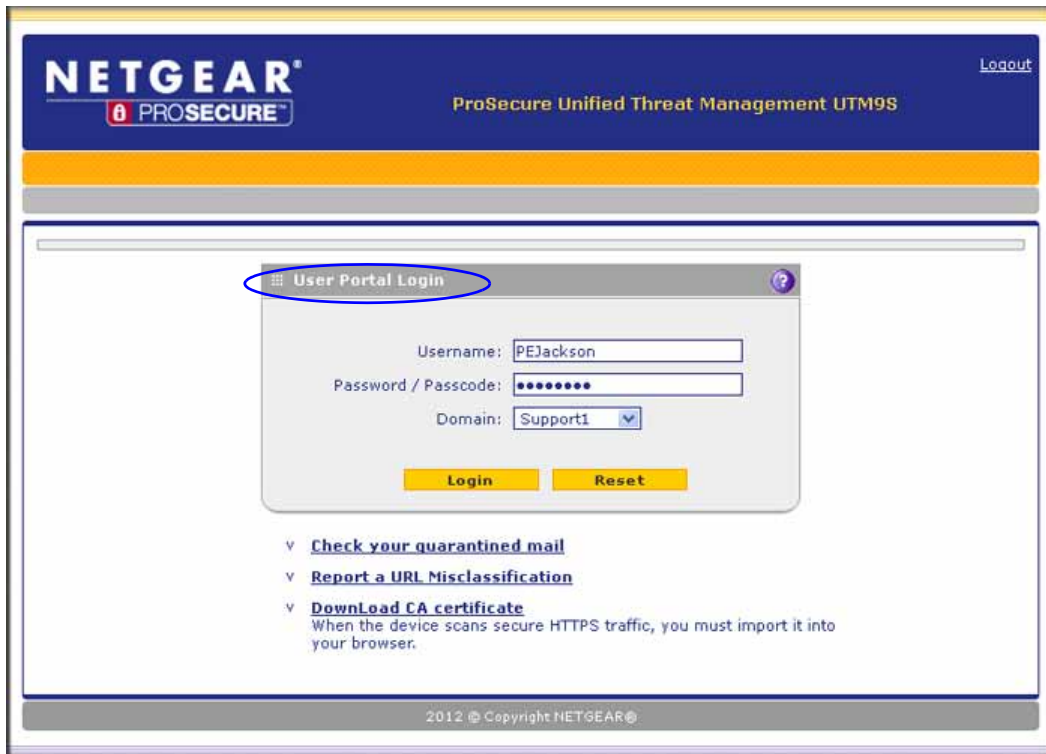 NETGEAR®
PROSECURE™
Logout
ProSecure Unified Threat Management UTM9S
User Portal Login
?
Username: PEJackson
Password / Passcode: ••••••••
Domain: Support1
Login Reset
v Check your quarantined mail
v Report a URL Misclassification
v DownLoad CA certificate
When the device scans secure HTTPS traffic, you must import it into
your browser.
2012 © Copyright NETGEAR®